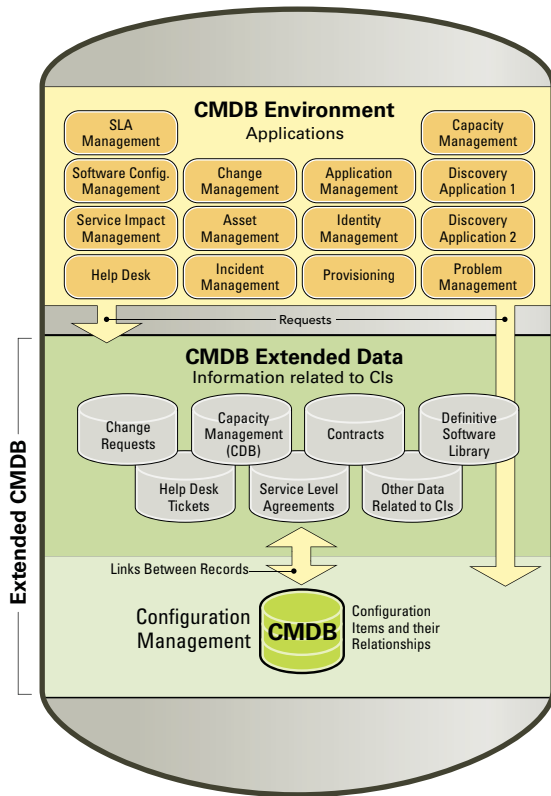 CMDB Environment
Applications
SLA
Management
Capacity
Management
Software Config.
Management
Change
Management
Application
Management
Discovery
Application 1
Service Impact
Management
Asset
Management
Identity
Management
Discovery
Application 2
Help Desk
Incident
Management
Provisioning
Problem
Management
Requests
Extended CMDB
CMDB Extended Data
Information related to CIs
Change
Requests
Capacity
Management
(CDB)
Contracts
Definitive
Software
Library
Help Desk
Tickets
Service Level
Agreements
Other Data
Related to CIs
Links Between Records
Configuration
Management
CMDB
Configuration
Items and their
Relationships